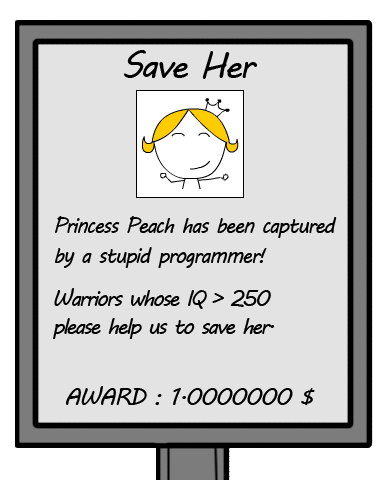 Save Her
Princess Peach has been captured
by a stupid programmer!
Warriors whose IQ > 250
please help us to save her.
AWARD : 1.0000000 $